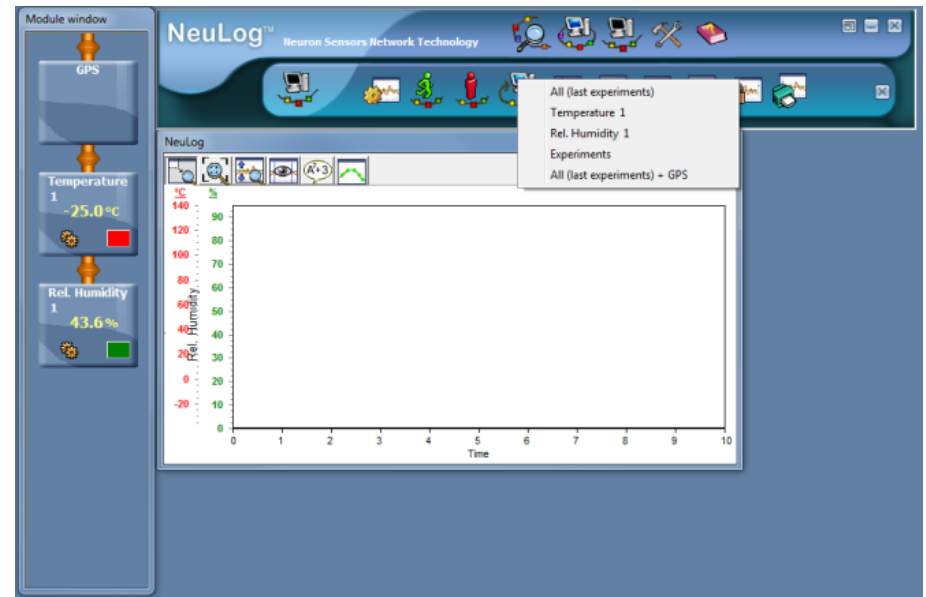 Module window
GPS
Temperature
1
-25.0 °C
Rel. Humidity
1
43.6 %
NeuLog™ Neuron Sensors Network Technology
All (last experiments)
Temperature 1
Rel. Humidity 1
Experiments
All (last experiments) + GPS
NeuLog
A²+3
°C %
140
120
100
80
60
40
20
0
-20
90
80
70
60
50
40
30
20
10
0
Rel. Humidity
0 1 2 3 4 5 6 7 8 9 10
Time